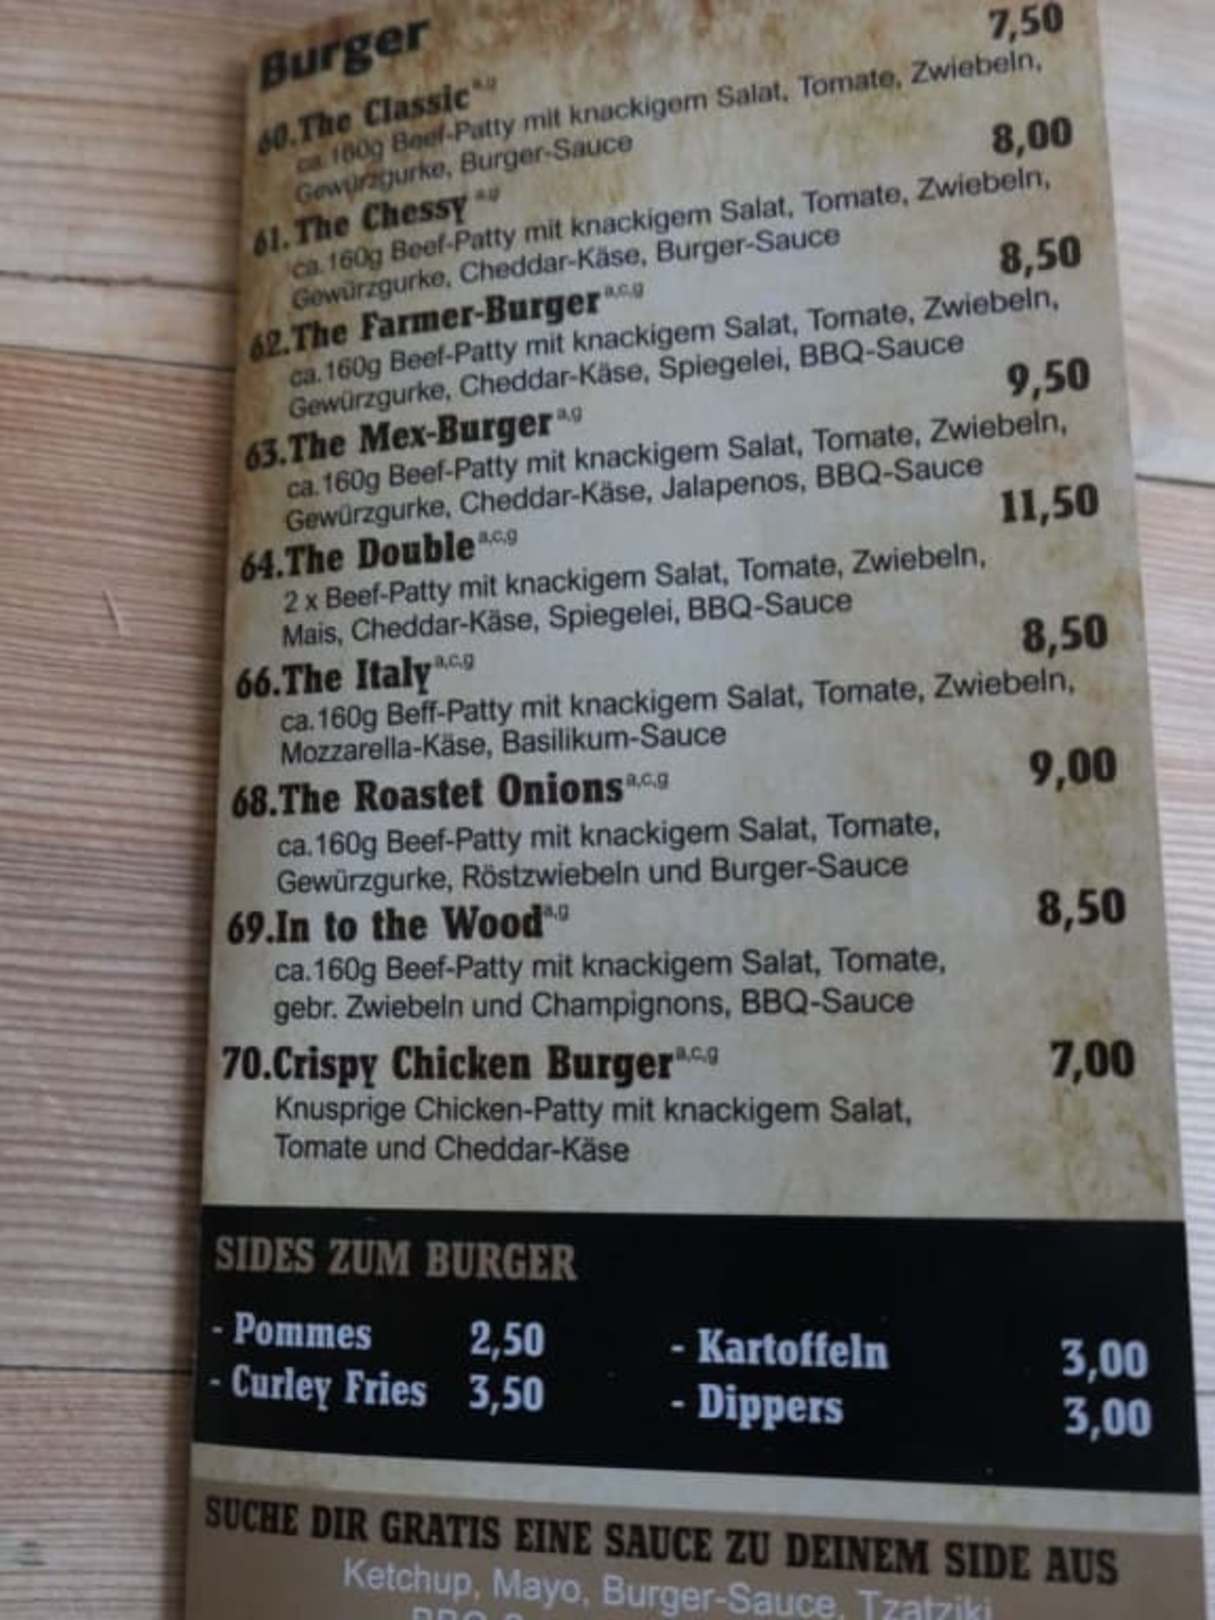 Burger
60.The Classic a,g 7,50
ca.160g Beef-Patty mit knackigem Salat, Tomate, Zwiebeln,
Gewürzgurke, Burger-Sauce
61.The Chessy a,g 8,00
ca.160g Beef-Patty mit knackigem Salat, Tomate, Zwiebeln,
Gewürzgurke, Cheddar-Käse, Burger-Sauce
62.The Farmer-Burger a,c,g 8,50
ca.160g Beef-Patty mit knackigem Salat, Tomate, Zwiebeln,
Gewürzgurke, Cheddar-Käse, Spiegelei, BBQ-Sauce
63.The Mex-Burger a,g 9,50
ca.160g Beef-Patty mit knackigem Salat, Tomate, Zwiebeln,
Gewürzgurke, Cheddar-Käse, Jalapenos, BBQ-Sauce
64.The Double a,c,g 11,50
2 x Beef-Patty mit knackigem Salat, Tomate, Zwiebeln,
Mais, Cheddar-Käse, Spiegelei, BBQ-Sauce
66.The Italy a,c,g 8,50
ca.160g Beff-Patty mit knackigem Salat, Tomate, Zwiebeln,
Mozzarella-Käse, Basilikum-Sauce
68.The Roastet Onions a,c,g 9,00
ca.160g Beef-Patty mit knackigem Salat, Tomate,
Gewürzgurke, Röstzwiebeln und Burger-Sauce
69.In to the Wood a,g 8,50
ca.160g Beef-Patty mit knackigem Salat, Tomate,
gebr. Zwiebeln und Champignons, BBQ-Sauce
70.Crispy Chicken Burger a,c,g 7,00
Knusprige Chicken-Patty mit knackigem Salat,
Tomate und Cheddar-Käse
SIDES ZUM BURGER
- Pommes 2,50 - Kartoffeln 3,00
- Curley Fries 3,50 - Dippers 3,00
SUCHE DIR GRATIS EINE SAUCE ZU DEINEM SIDE AUS
Ketchup, Mayo, Burger-Sauce, Tzatziki